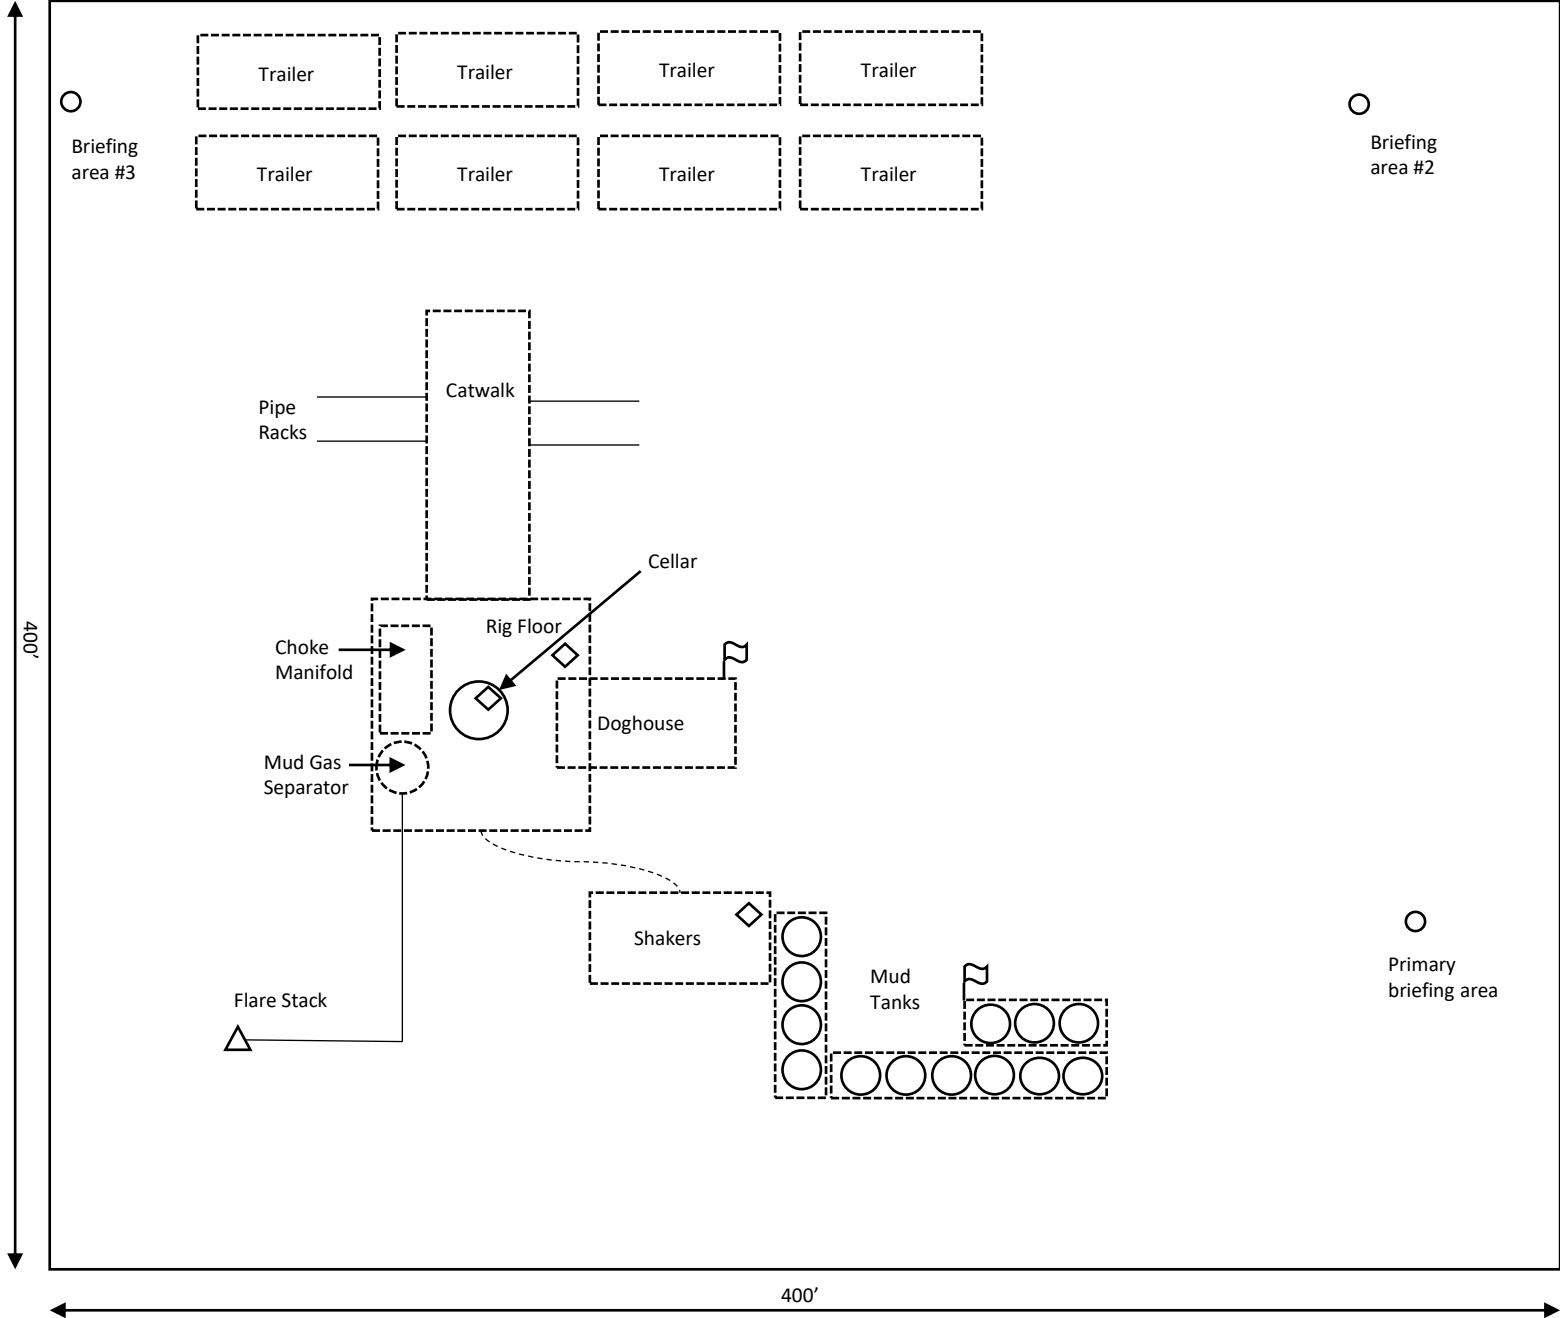 Trailer
Trailer
Trailer
Trailer
Briefing
area #3
Briefing
area #2
Trailer
Trailer
Trailer
Trailer
Catwalk
Pipe
Racks
Cellar
Rig Floor
400’
Choke
Manifold
Doghouse
Mud Gas
Separator
Shakers
Mud
Tanks
Primary
briefing area
Flare Stack
400’